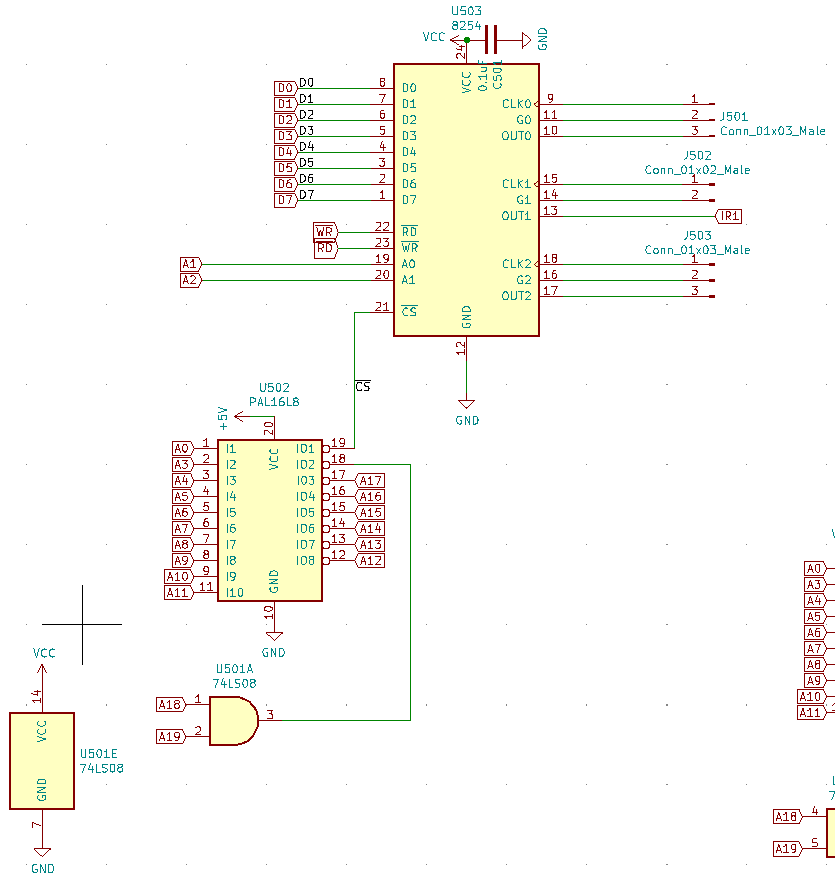 U503
8254
VCC
24
GND
0.1uF
C501
VCC
D0 D0 8 D0
D1 D1 7 D1
D2 D2 6 D2
D3 D3 5 D3
D4 D4 4 D4
D5 D5 3 D5
D6 D6 2 D6
D7 D7 1 D7
WR 22 RD
RD 23 WR
A1 19 A0
A2 20 A1
21 CS
CLK0 9 1
G0 11 2
OUT0 10 3
J501
Conn_01x03_Male
J502
Conn_01x02_Male
CLK1 15 1
G1 14 2
OUT1 13 IR1
J503
Conn_01x03_Male
CLK2 18 1
G2 16 2
OUT2 17 3
GND
12
GND
CS
U502
PAL16L8
+5V
20
VCC
A0 1 I1 IO1 19
A3 2 I2 IO2 18
A4 3 I3 IO3 17 A17
A5 4 I4 IO4 16 A16
A6 5 I5 IO5 15 A15
A7 6 I6 IO6 14 A14
A8 7 I7 IO7 13 A13
A9 8 I8 IO8 12 A12
A10 9 I9
A11 11 I10
GND
10
GND
U501A
74LS08
A18 1
3
A19 2
VCC
14
VCC
GND
7
GND
U501E
74LS08
A0
A3
A4
A5
A6
A7
A8
A9
A10
A11
A18 4
A19 5